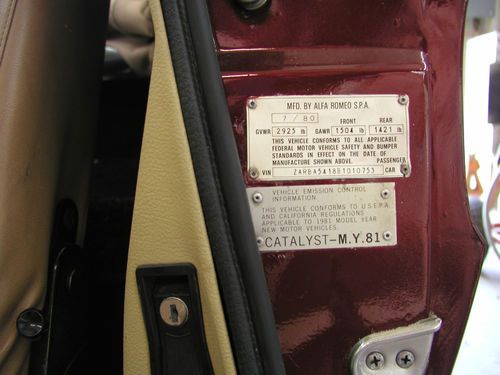 MFD. BY ALFA ROMEO S.P.A.
7 / 80 FRONT REAR
GVWR 2925 lb GAWR 1504 lb 1421 lb
THIS VEHICLE CONFORMS TO ALL APPLICABLE
FEDERAL MOTOR VEHICLE SAFETY AND BUMPER
STANDARDS IN EFFECT ON THE DATE OF
MANUFACTURE SHOWN ABOVE. PASSENGER
VIN ZARBA5418B1010753 CAR
VEHICLE EMISSION CONTROL
INFORMATION
THIS VEHICLE CONFORMS TO U.S.E.P.A.
AND CALIFORNIA REGULATIONS
APPLICABLE TO 1981 MODEL YEAR
NEW MOTOR VEHICLES.
CATALYST-M.Y.81